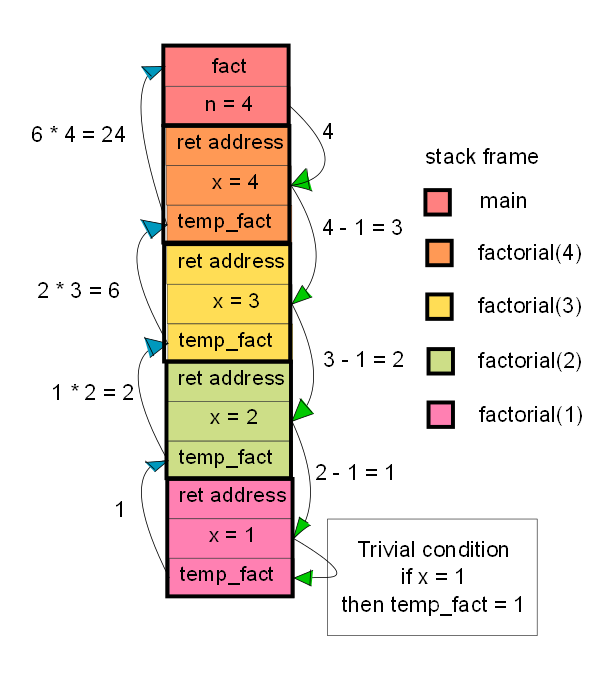 fact
n = 4
ret address
x = 4
temp_fact
ret address
x = 3
temp_fact
ret address
x = 2
temp_fact
ret address
x = 1
temp_fact
6 * 4 = 24
2 * 3 = 6
1 * 2 = 2
1
4
4 - 1 = 3
3 - 1 = 2
2 - 1 = 1
Trivial condition
if x = 1
then temp_fact = 1
stack frame
main
factorial(4)
factorial(3)
factorial(2)
factorial(1)